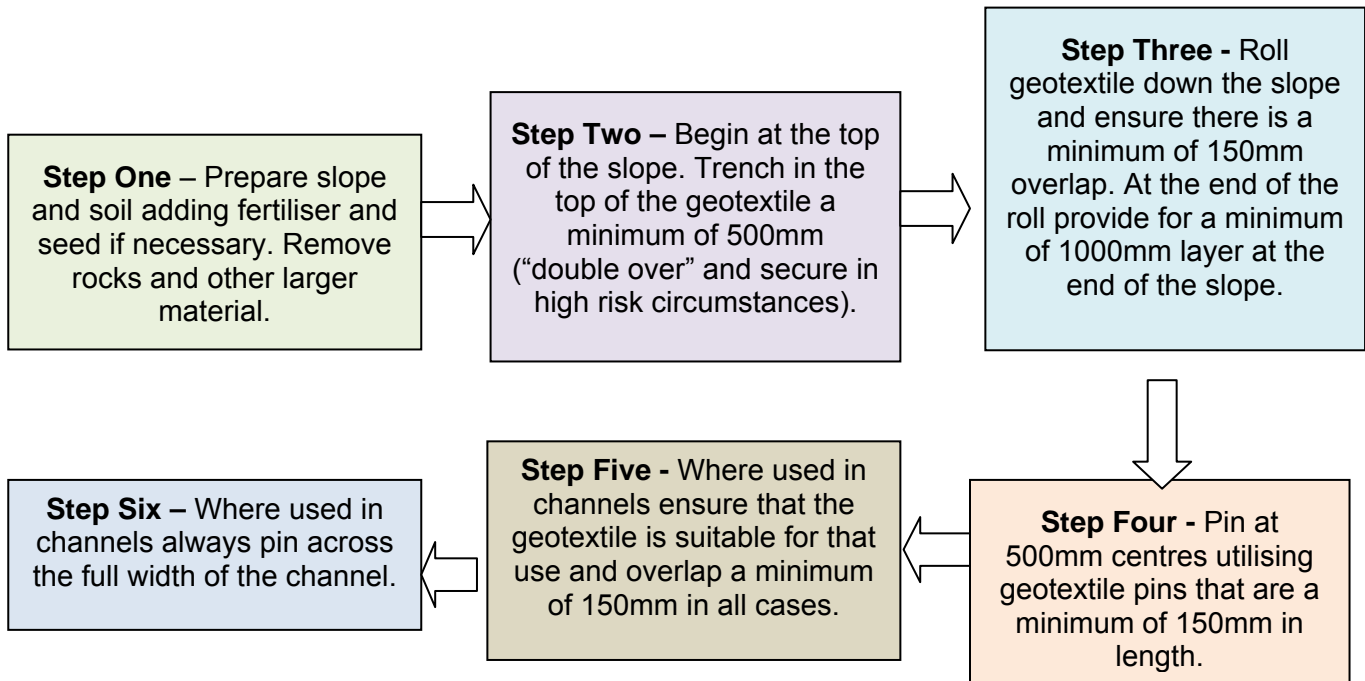 Step One – Prepare slope
and soil adding fertiliser and
seed if necessary. Remove
rocks and other larger
material.
Step Two – Begin at the top
of the slope. Trench in the
top of the geotextile a
minimum of 500mm
(“double over” and secure in
high risk circumstances).
Step Three - Roll
geotextile down the slope
and ensure there is a
minimum of 150mm
overlap. At the end of the
roll provide for a minimum
of 1000mm layer at the
end of the slope.
Step Four - Pin at
500mm centres utilising
geotextile pins that are a
minimum of 150mm in
length.
Step Five - Where used in
channels ensure that the
geotextile is suitable for that
use and overlap a minimum
of 150mm in all cases.
Step Six – Where used in
channels always pin across
the full width of the channel.